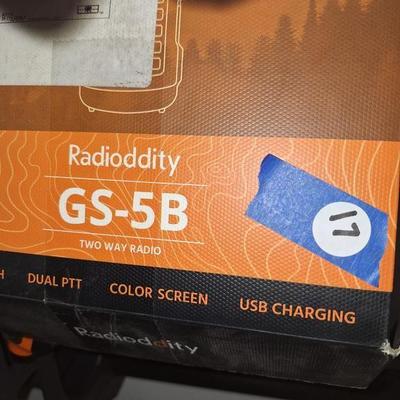 Radioddity
GS-5B
TWO WAY RADIO
17
H DUAL PTT COLOR SCREEN USB CHARGING
Radioddity